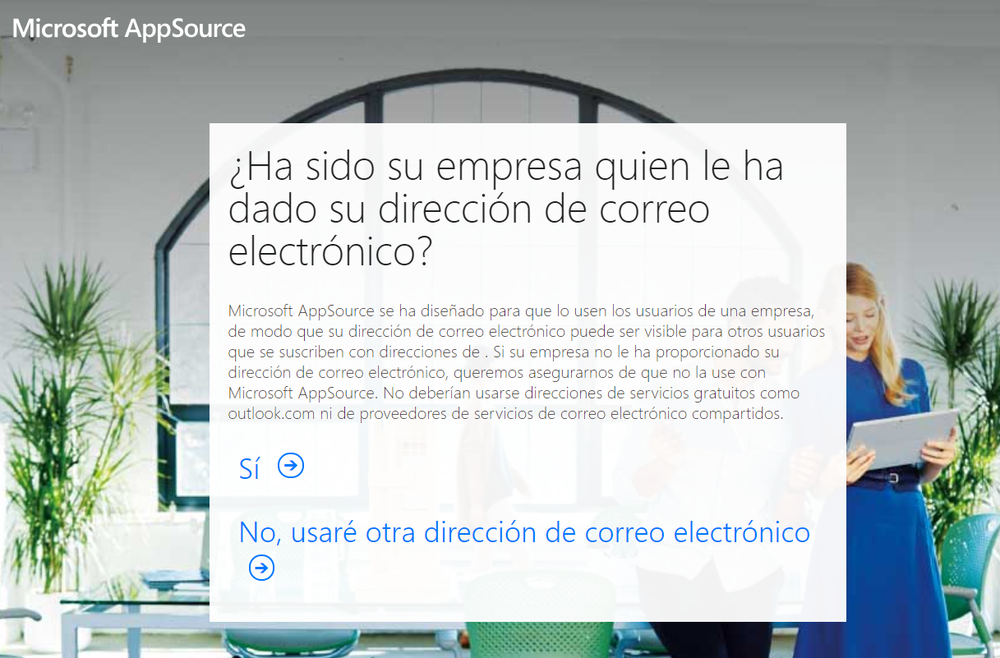 Microsoft AppSource
¿Ha sido su empresa quien le ha
dado su dirección de correo
electrónico?
Microsoft AppSource se ha diseñado para que lo usen los usuarios de una empresa,
de modo que su dirección de correo electrónico puede ser visible para otros usuarios
que se suscriben con direcciones de . Si su empresa no le ha proporcionado su
dirección de correo electrónico, queremos asegurarnos de que no la use con
Microsoft AppSource. No deberían usarse direcciones de servicios gratuitos como
outlook.com ni de proveedores de servicios de correo electrónico compartidos.
Sí
No, usaré otra dirección de correo electrónico